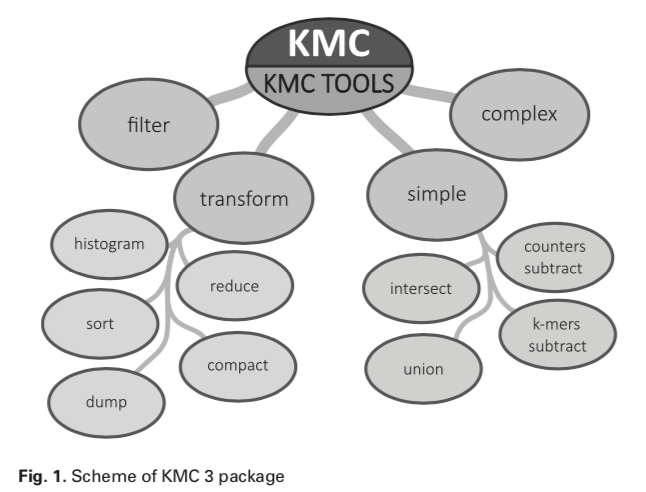 KMC
KMC TOOLS
filter
complex
transform
simple
histogram
reduce
sort
compact
dump
counters
subtract
intersect
k-mers
subtract
union
Fig. 1. Scheme of KMC 3 package